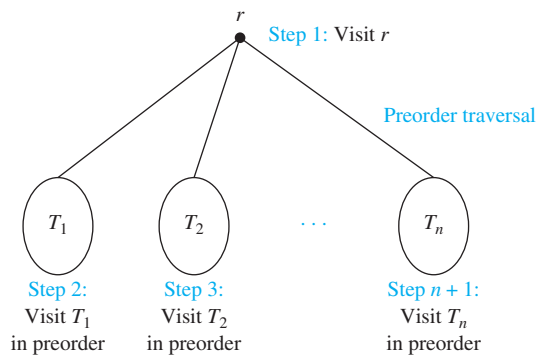 r
Step 1: Visit r
Preorder traversal
T1
T2
. . .
Tn
Step 2:
Visit T1
in preorder
Step 3:
Visit T2
in preorder
Step n + 1:
Visit Tn
in preorder